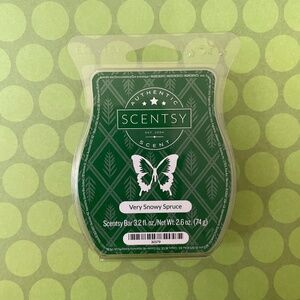 AUTHENTIC
SCENTSY
EST. 2004
SCENT
Very Snowy Spruce
Scentsy Bar 3.2 fl. oz./Net Wt. 2.6 oz. (74 g)